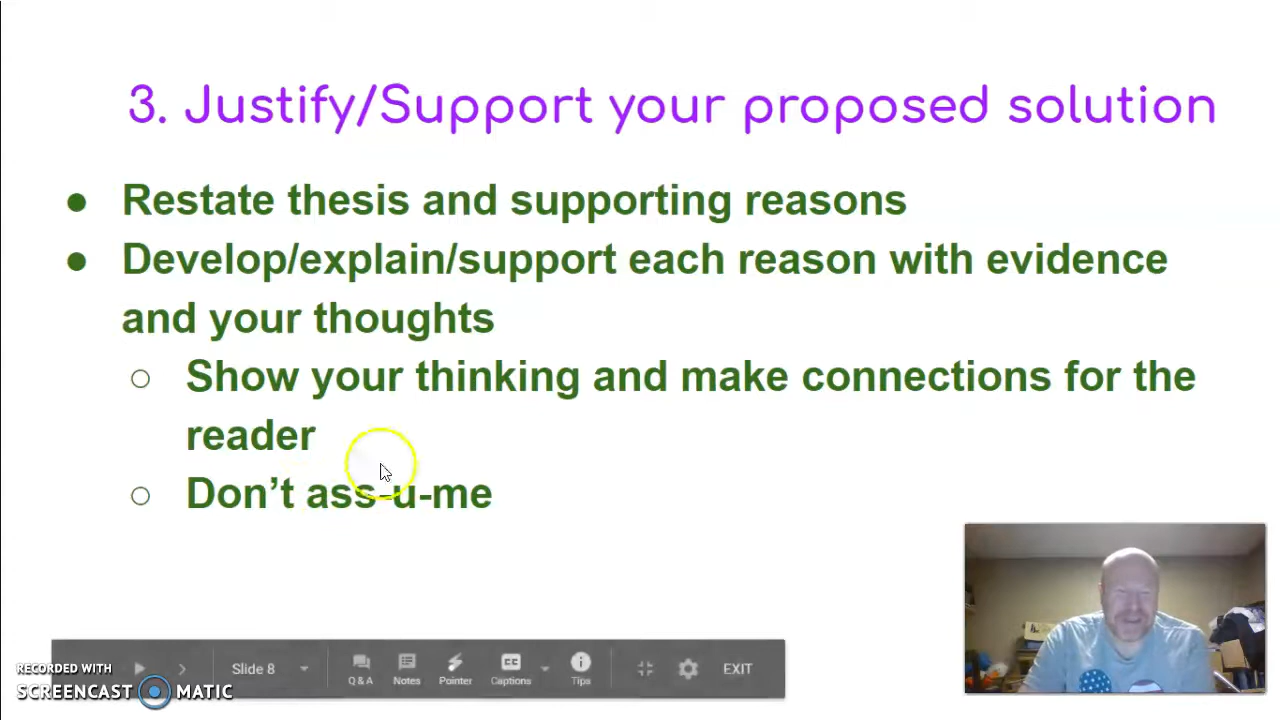 3. Justify/Support your proposed solution
● Restate thesis and supporting reasons
● Develop/explain/support each reason with evidence
and your thoughts
○ Show your thinking and make connections for the
reader
○ Don’t ass-u-me
Slide 8
Q & A Notes Pointer Captions Tips
EXIT
RECORDED WITH
SCREENCAST MATIC